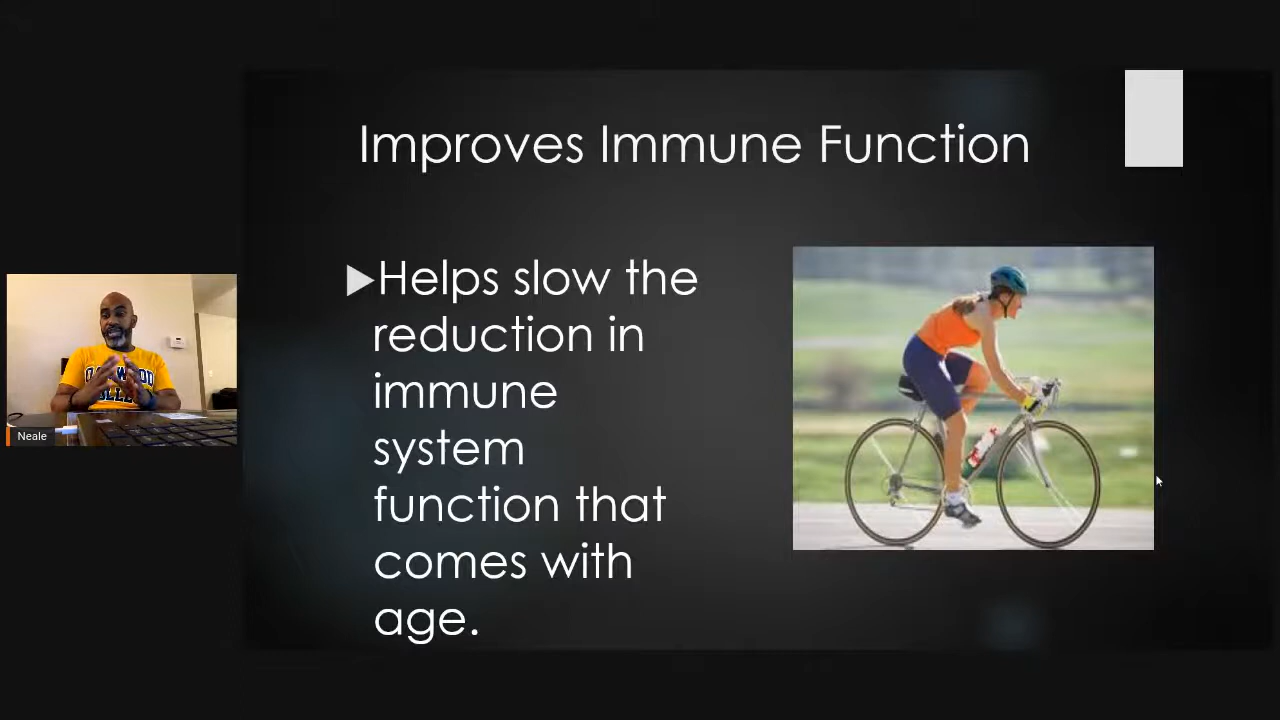 Improves Immune Function
Helps slow the
reduction in
immune
system
function that
comes with
age.
Neale